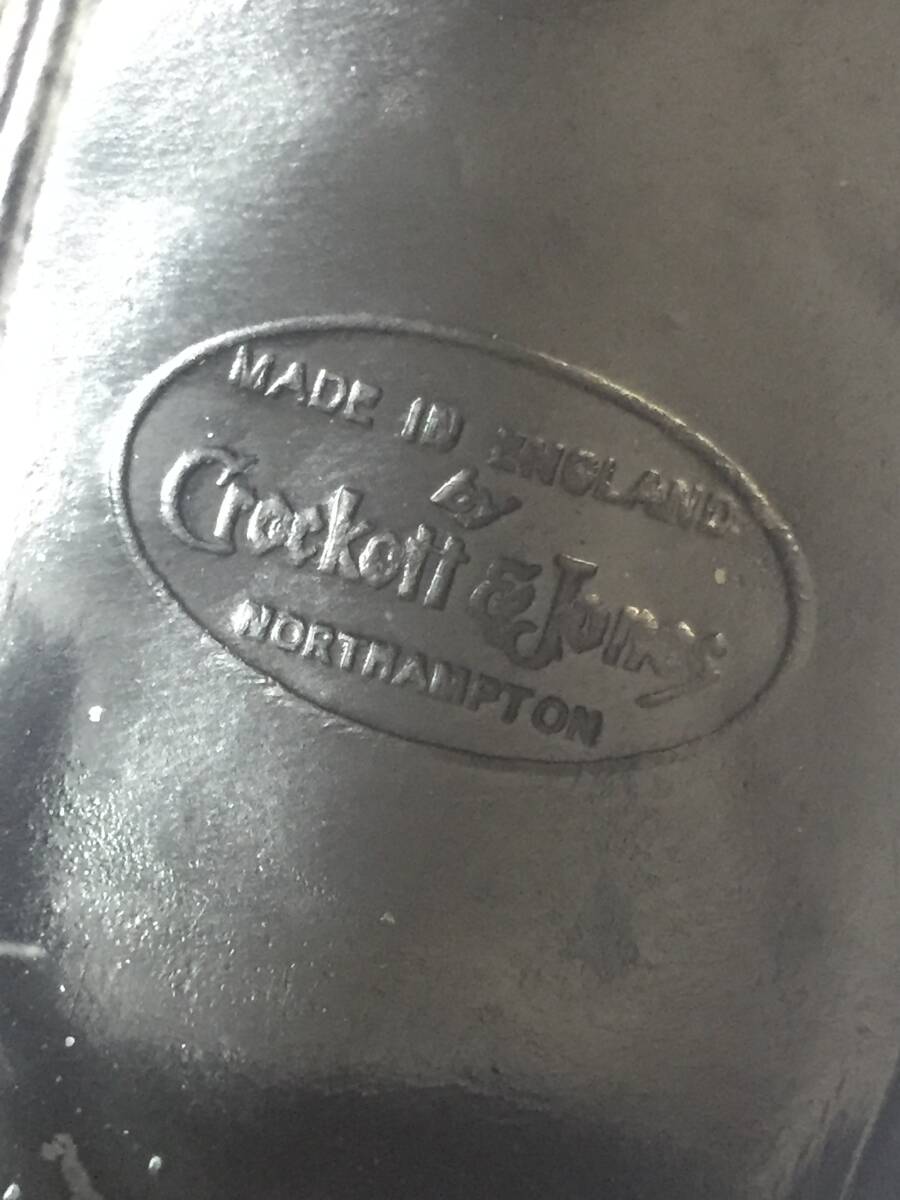 MADE IN ENGLAND
by
Crockett & Jones
NORTHAMPTON